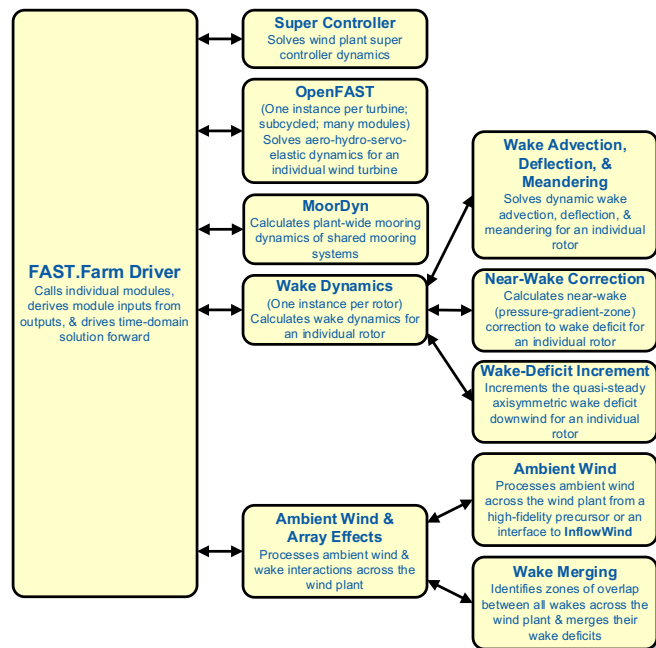 FAST.Farm Driver
Calls individual modules,
derives module inputs from
outputs, & drives time-domain
solution forward
Super Controller
Solves wind plant super
controller dynamics
OpenFAST
(One instance per turbine;
subcycled; many modules)
Solves aero-hydro-servo-
elastic dynamics for an
individual wind turbine
MoorDyn
Calculates plant-wide mooring
dynamics of shared mooring
systems
Wake Dynamics
(One instance per rotor)
Calculates wake dynamics for
an individual rotor
Wake Advection,
Deflection, &
Meandering
Solves dynamic wake
advection, deflection, &
meandering for an individual
rotor
Near-Wake Correction
Calculates near-wake
(pressure-gradient-zone)
correction to wake deficit for
an individual rotor
Wake-Deficit Increment
Increments the quasi-steady
axisymmetric wake deficit
downwind for an individual
rotor
Ambient Wind &
Array Effects
Processes ambient wind &
wake interactions across the
wind plant
Ambient Wind
Processes ambient wind
across the wind plant from a
high-fidelity precursor or an
interface to InflowWind
Wake Merging
Identifies zones of overlap
between all wakes across the
wind plant & merges their
wake deficits